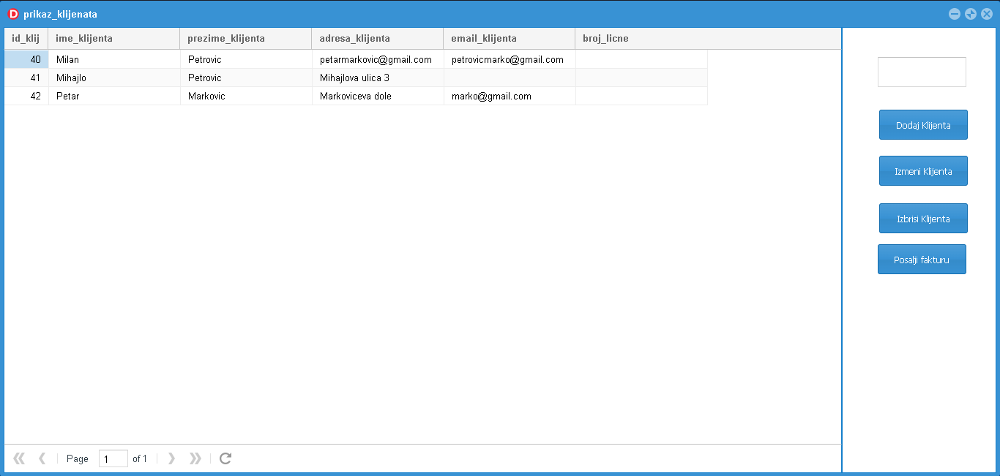 D prikaz_klijenata
id_klij ime_klijenta prezime_klijenta adresa_klijenta email_klijenta broj_licne
40 Milan Petrovic petarmarkovic@gmail.com petrovicmarko@gmail.com
41 Mihajlo Petrovic Mihajlova ulica 3
42 Petar Markovic Markoviceva dole marko@gmail.com
Dodaj Klijenta
Izmeni Klijenta
Izbrisi Klijenta
Posalji fakturu
Page 1 of 1